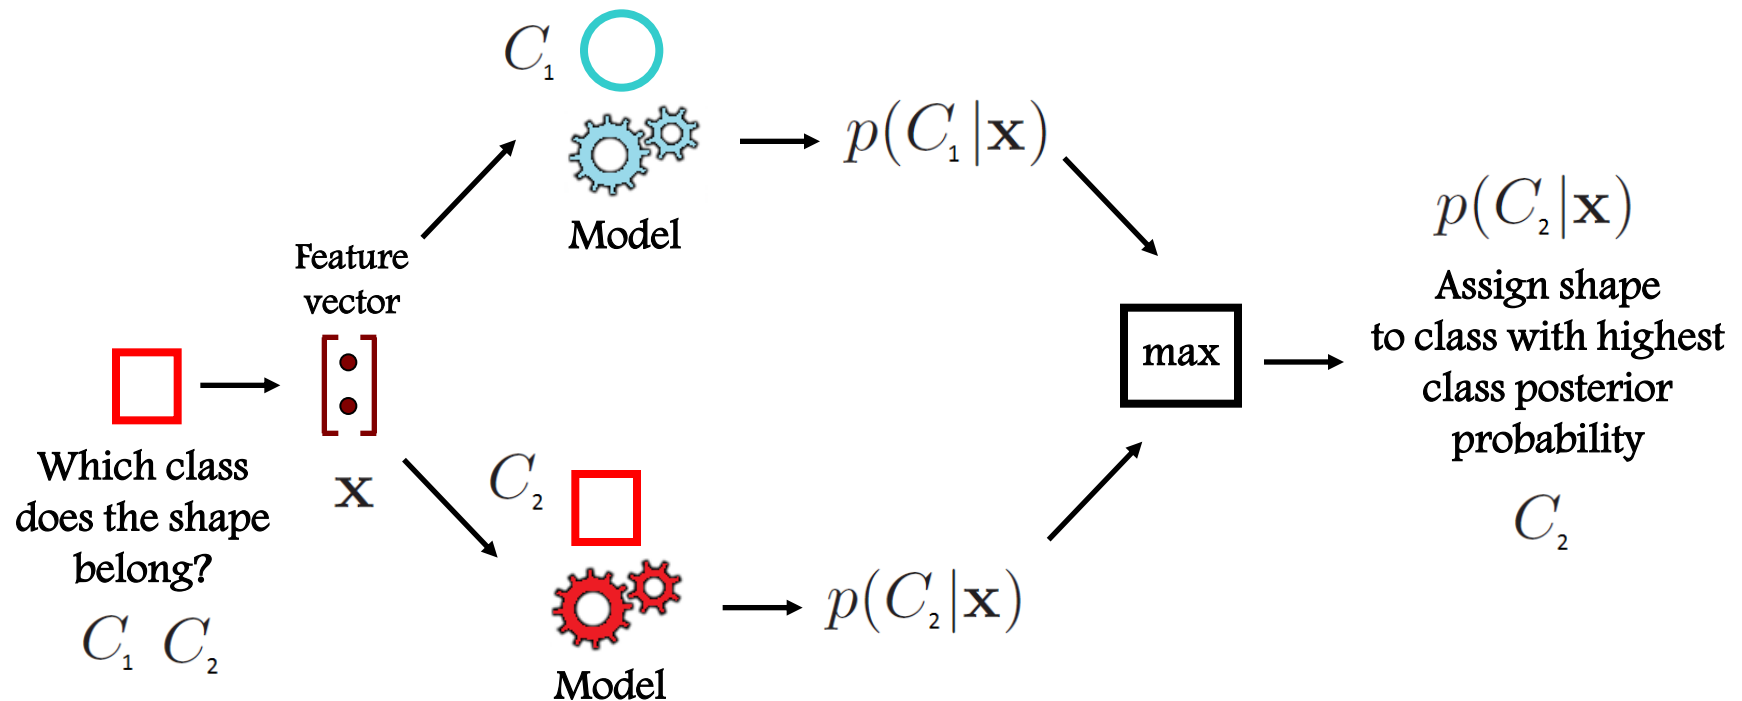 Which class
does the shape
belong?
C₁ C₂
Feature
vector
x
C₁
Model
p(C₁|x)
C₂
Model
p(C₂|x)
max
p(C₂|x)
Assign shape
to class with highest
class posterior
probability
C₂